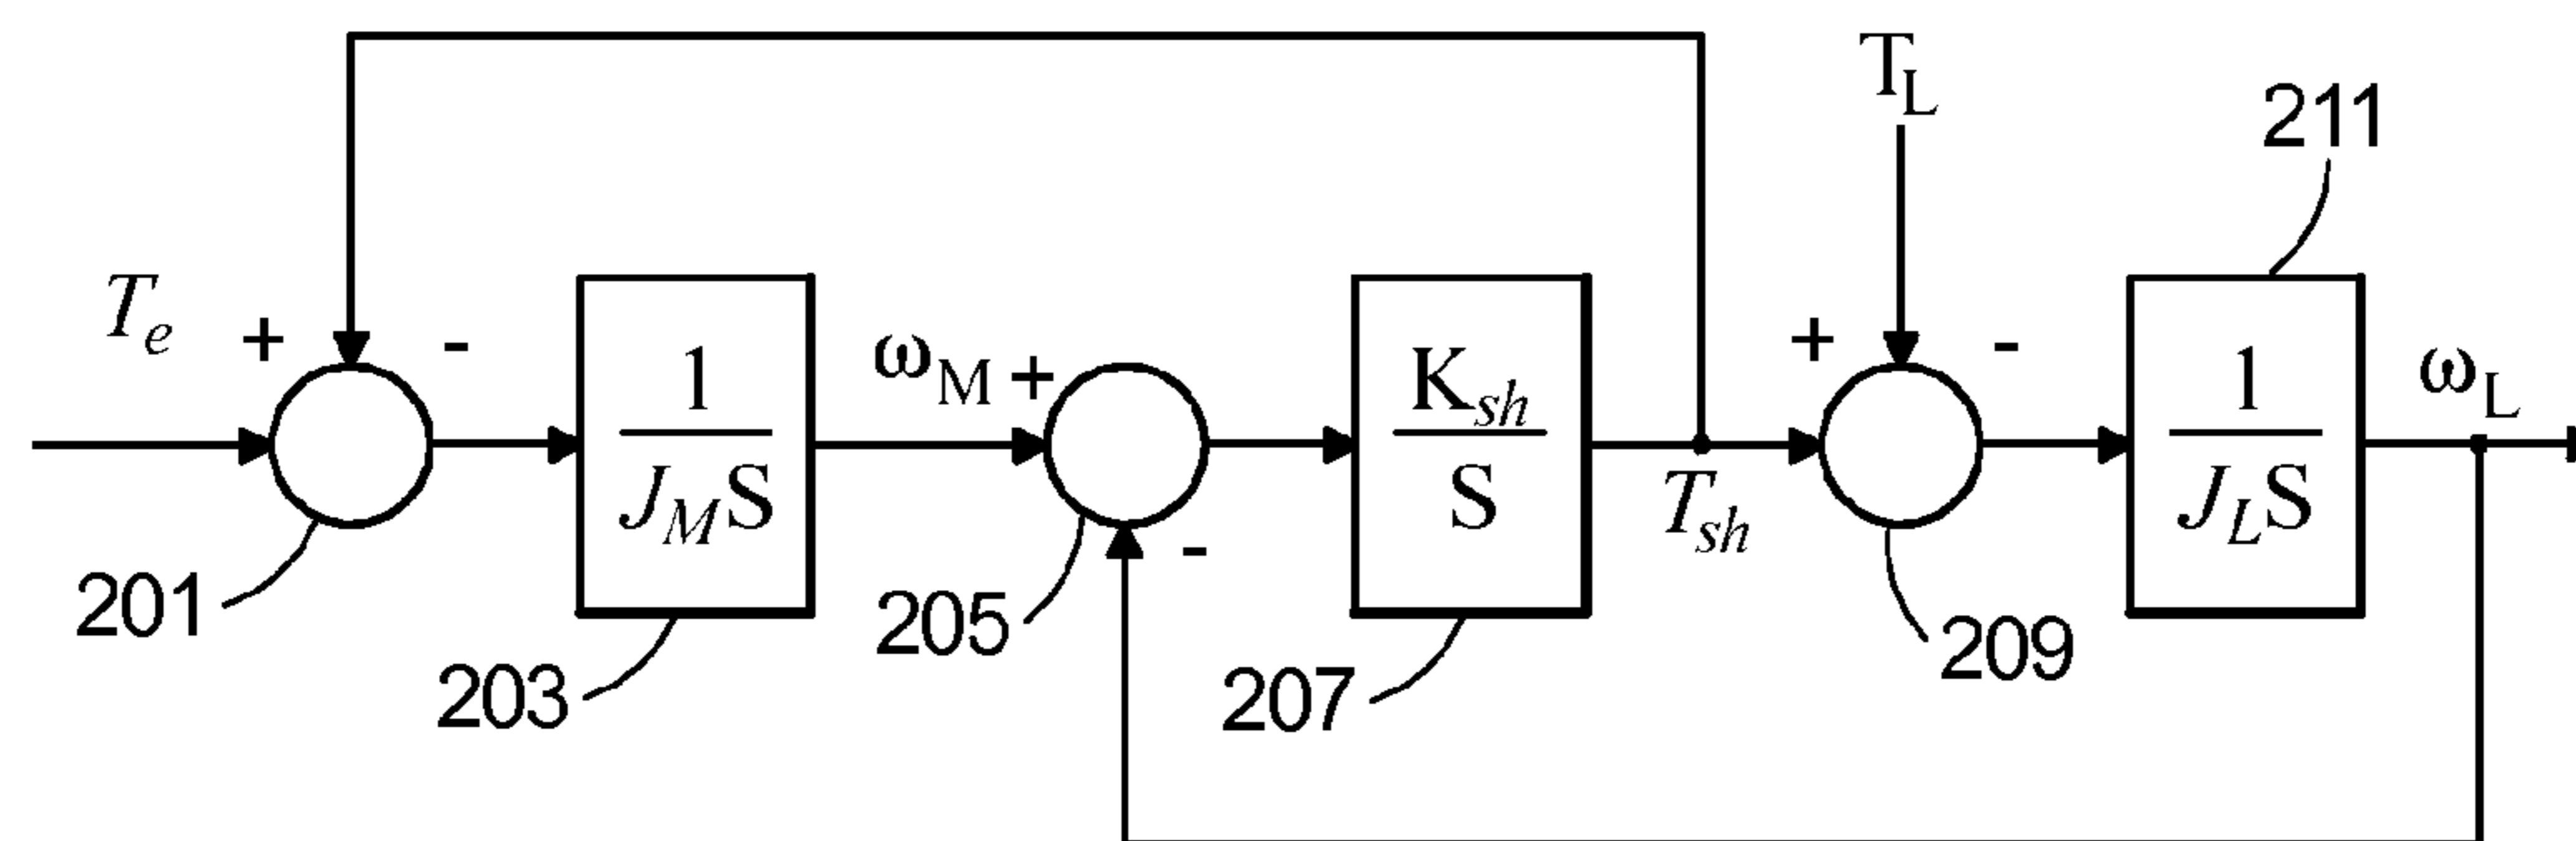 T_L
211
T_e
+
-
1
J_M S
ω_M
+
K_sh
S
+
-
1
J_L S
ω_L
T_sh
-
201
203
205
207
209